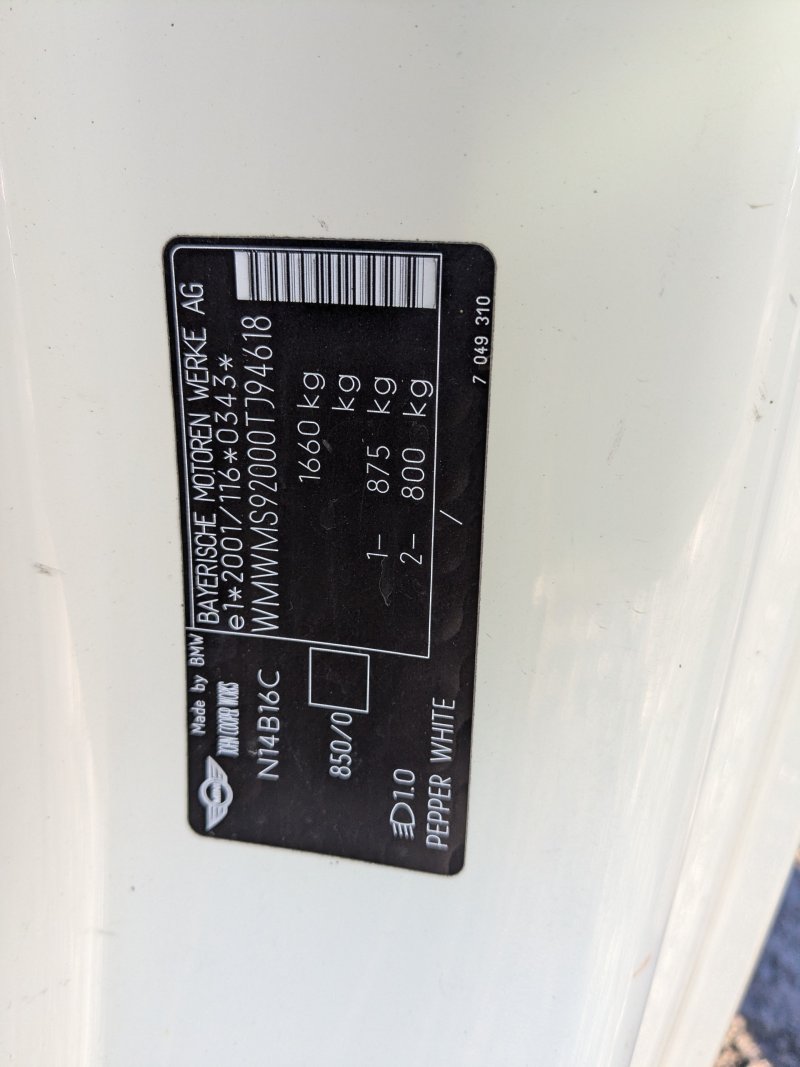 Made by BMW
JOHN COOPER WORKS
BAYERISCHE MOTOREN WERKE AG
e1*2001/116*0343*
WMWMS92000TJ94618
N14B16C
1660 kg
kg
850/0
1- 875 kg
2- 800 kg
1.0
/
PEPPER WHITE
7 049 310